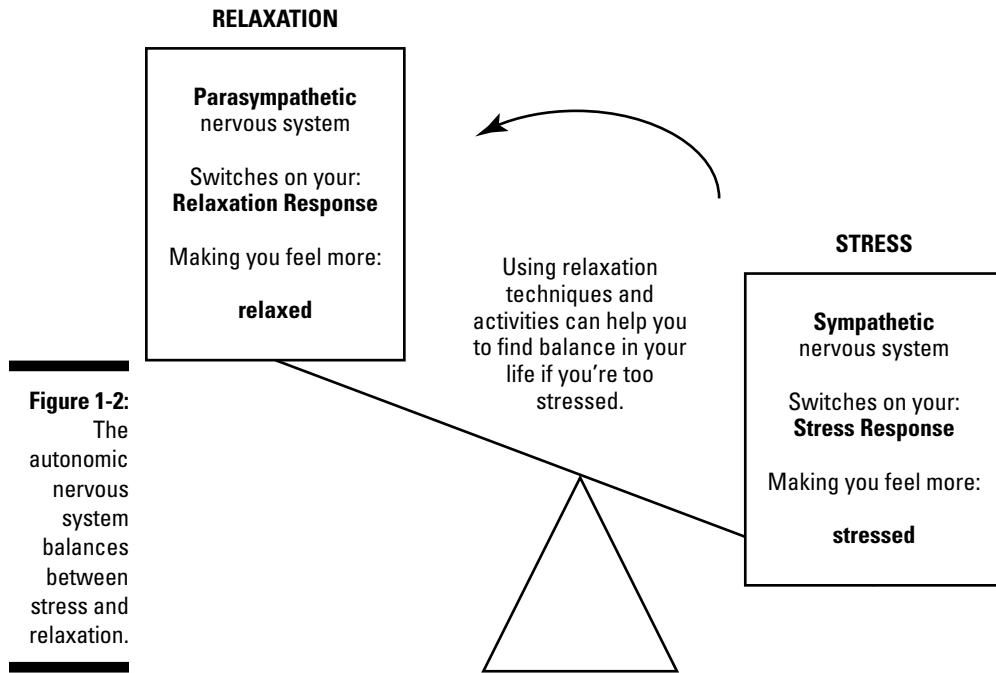 RELAXATION
Parasympathetic
nervous system
Switches on your:
Relaxation Response
Making you feel more:
relaxed
Using relaxation
techniques and
activities can help you
to find balance in your
life if you're too
stressed.
STRESS
Sympathetic
nervous system
Switches on your:
Stress Response
Making you feel more:
stressed
Figure 1-2:
The
autonomic
nervous
system
balances
between
stress and
relaxation.